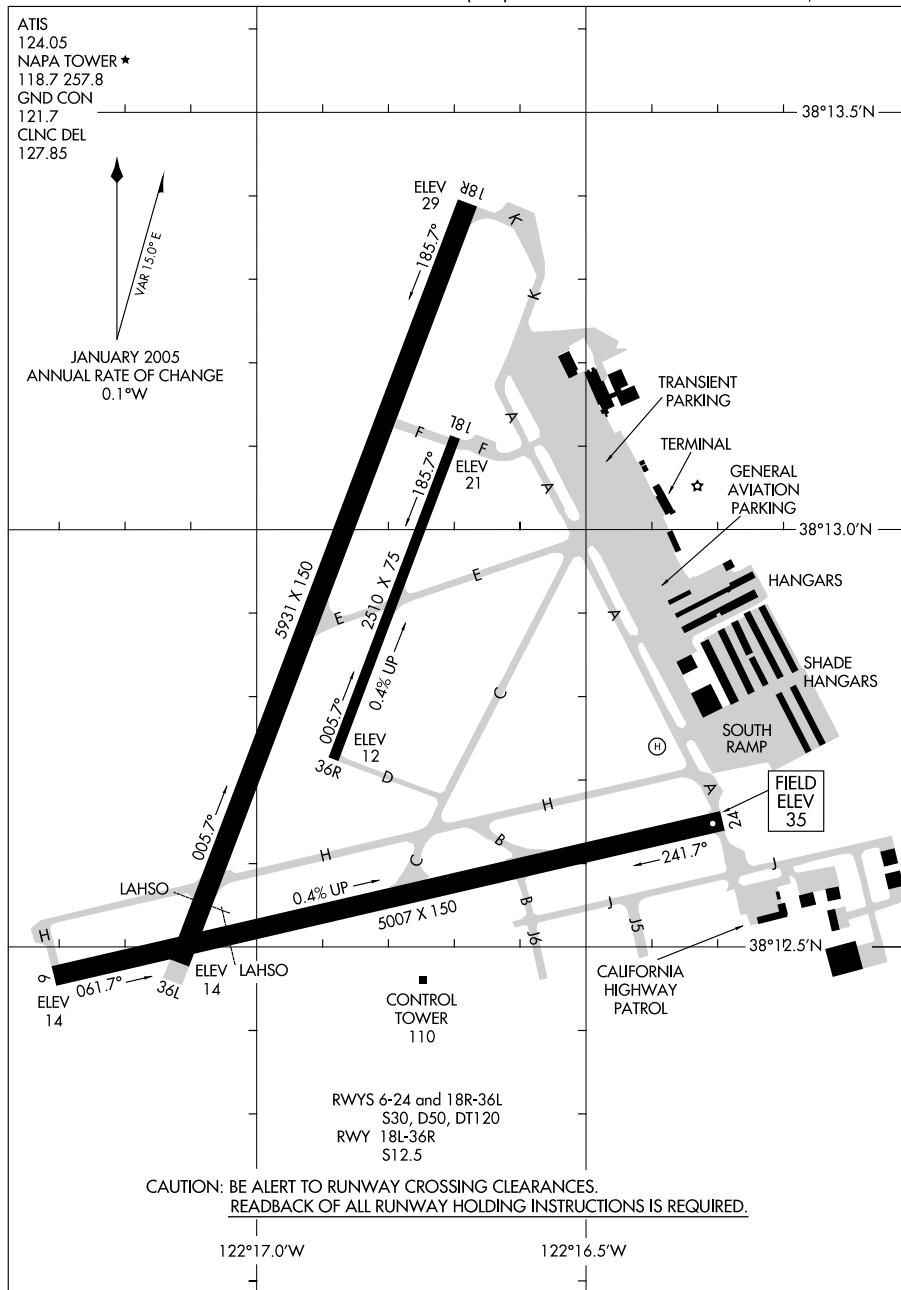 ATIS
124.05
NAPA TOWER ★
118.7 257.8
GND CON
121.7
CLNC DEL
127.85
38°13.5'N
VAR 15.0° E
JANUARY 2005
ANNUAL RATE OF CHANGE
0.1°W
ELEV
29
18R
185.7°
K
K
TRANSIENT
PARKING
TERMINAL
GENERAL
AVIATION
PARKING
A
F
18L
F
ELEV
21
A
185.7°
38°13.0'N
5931 X 150
2510 X 75
E
E
HANGARS
A
0.4% UP
005.7°
C
SHADE
HANGARS
SOUTH
RAMP
H
36R
ELEV
12
D
A
FIELD
ELEV
35
H
24
005.7°
B
H
C
241.7°
LAHSO
0.4% UP
5007 X 150
B
J
J
J6
J5
H
38°12.5'N
6
061.7°
36L
ELEV
14
LAHSO
ELEV
14
CONTROL
TOWER
110
CALIFORNIA
HIGHWAY
PATROL
RWYS 6-24 and 18R-36L
S30, D50, DT120
RWY 18L-36R
S12.5
CAUTION: BE ALERT TO RUNWAY CROSSING CLEARANCES.
READBACK OF ALL RUNWAY HOLDING INSTRUCTIONS IS REQUIRED.
122°17.0'W
122°16.5'W